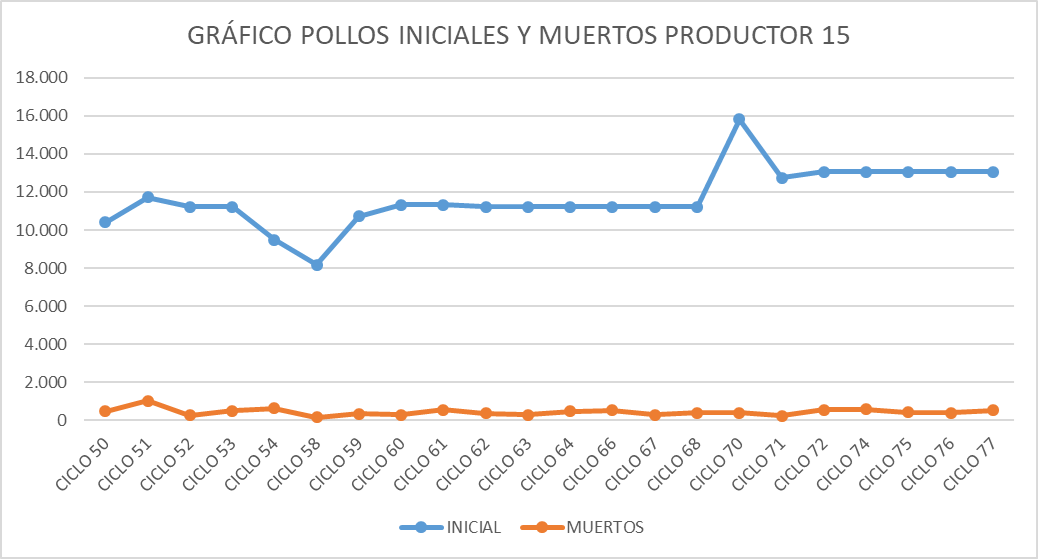 GRÁFICO POLLOS INICIALES Y MUERTOS PRODUCTOR 15
18.000
16.000
14.000
12.000
10.000
8.000
6.000
4.000
2.000
0
CICLO 50
CICLO 51
CICLO 52
CICLO 53
CICLO 54
CICLO 58
CICLO 59
CICLO 60
CICLO 61
CICLO 62
CICLO 63
CICLO 64
CICLO 66
CICLO 67
CICLO 68
CICLO 70
CICLO 71
CICLO 72
CICLO 74
CICLO 75
CICLO 76
CICLO 77
INICIAL
MUERTOS